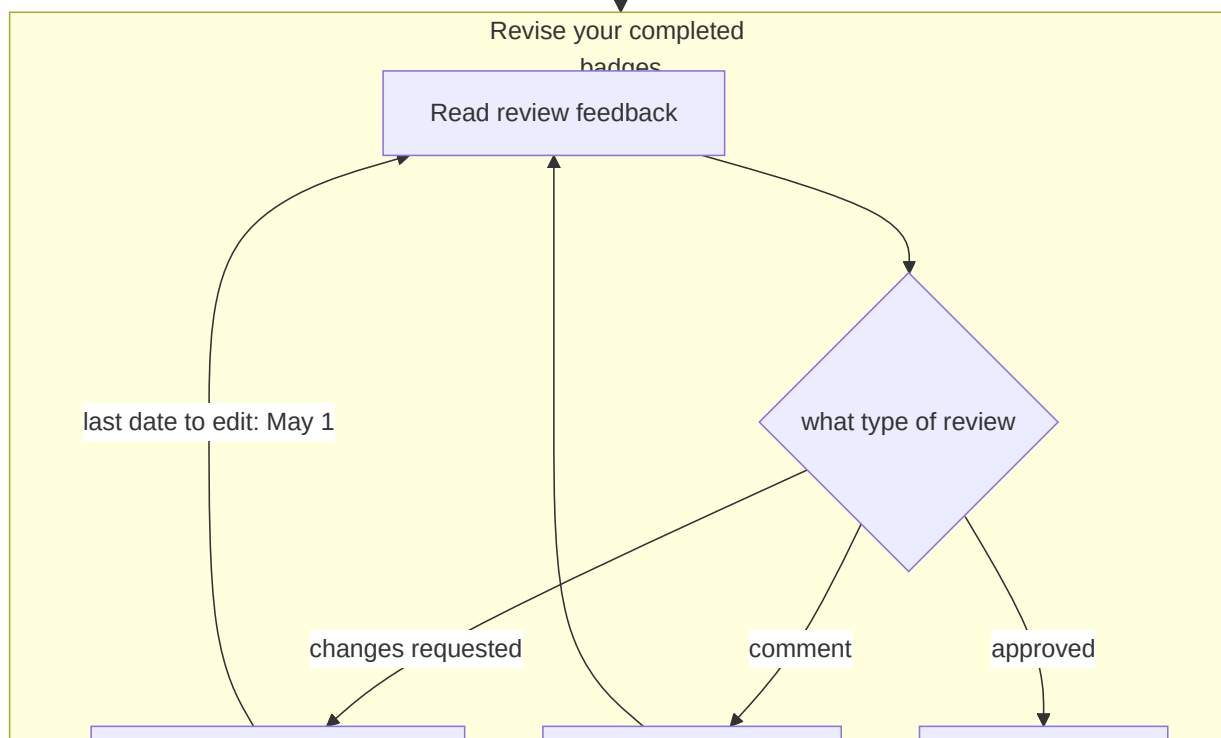 Revise your completed
badges
Read review feedback
last date to edit: May 1
what type of review
changes requested
comment
approved